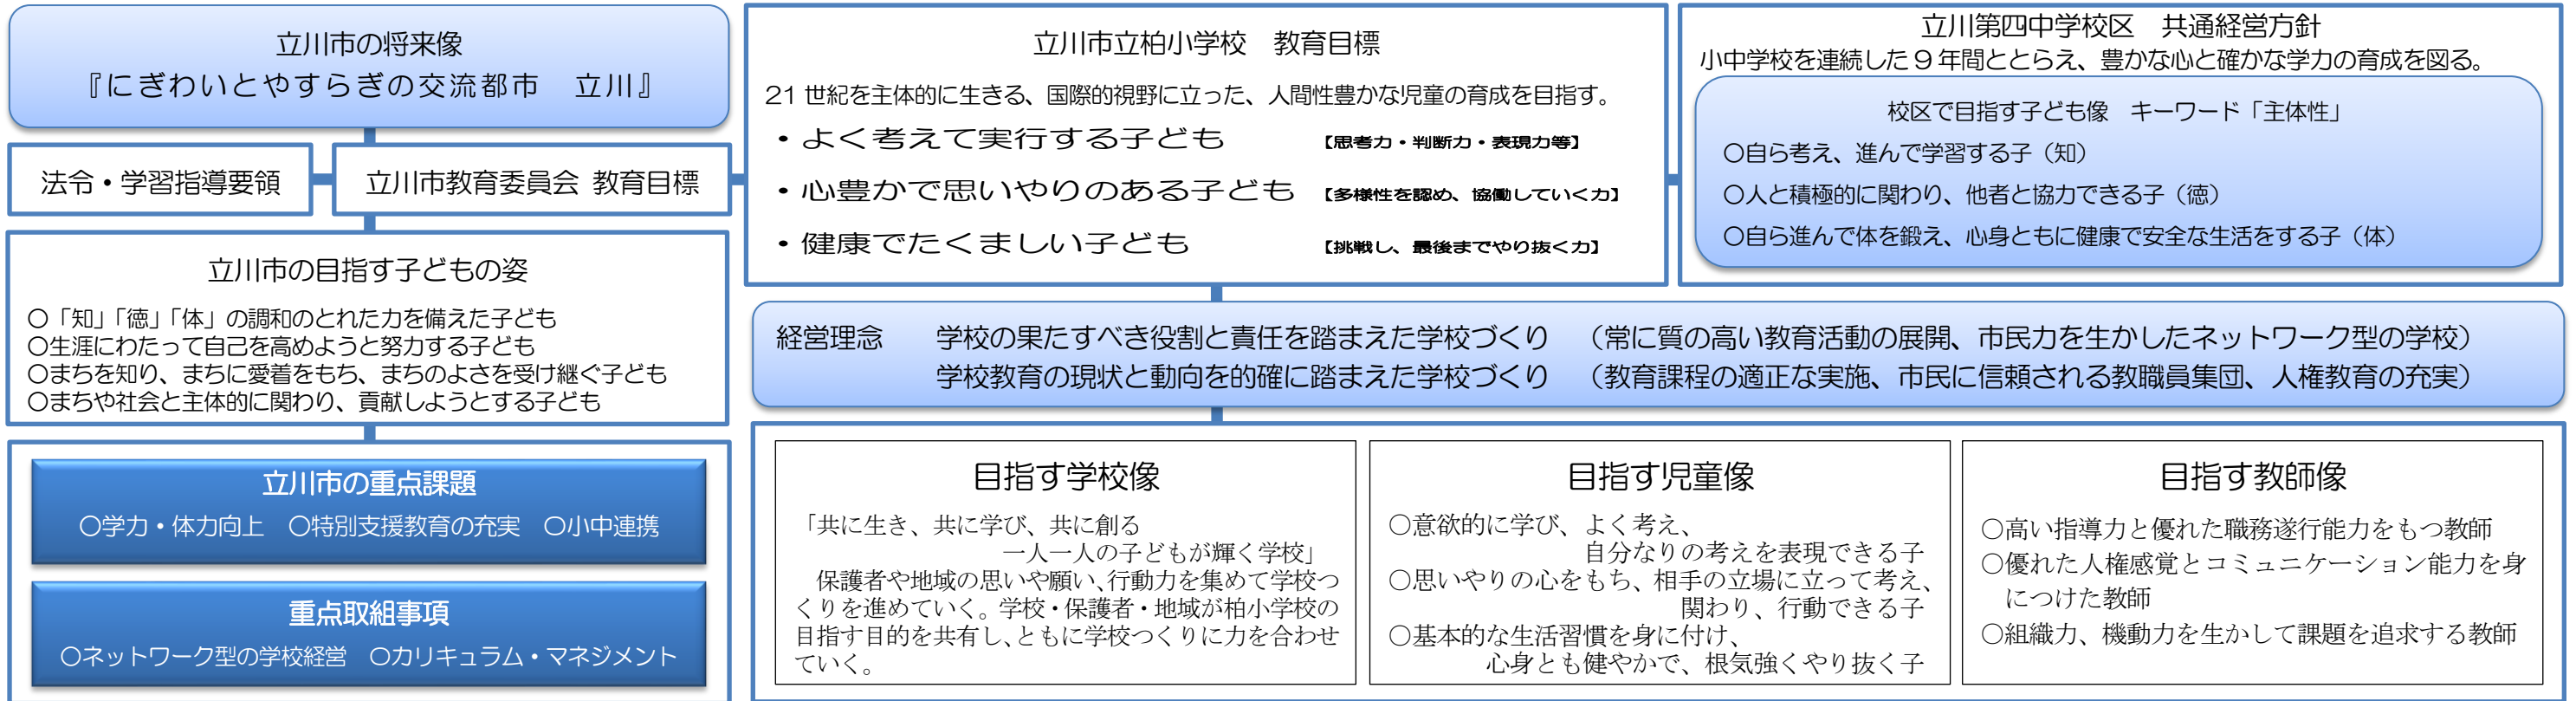 立川市の将来像
『にぎわいとやすらぎの交流都市　立川』
法令・学習指導要領
立川市教育委員会 教育目標
立川市の目指す子どもの姿
○「知」「徳」「体」の調和のとれた力を備えた子ども
○生涯にわたって自己を高めようと努力する子ども
○まちを知り、まちに愛着をもち、まちのよさを受け継ぐ子ども
○まちや社会と主体的に関わり、貢献しようとする子ども
立川市の重点課題
○学力・体力向上　○特別支援教育の充実　○小中連携
重点取組事項
○ネットワーク型の学校経営　○カリキュラム・マネジメント
立川市立柏小学校　教育目標
21世紀を主体的に生きる、国際的視野に立った、人間性豊かな児童の育成を目指す。
・よく考えて実行する子ども　【思考力・判断力・表現力等】
・心豊かで思いやりのある子ども　【多様性を認め、協働していく力】
・健康でたくましい子ども　【挑戦し、最後までやり抜く力】
立川第四中学校区　共通経営方針
小中学校を連続した9年間ととらえ、豊かな心と確かな学力の育成を図る。
校区で目指す子ども像　キーワード「主体性」
○自ら考え、進んで学習する子（知）
○人と積極的に関わり、他者と協力できる子（徳）
○自ら進んで体を鍛え、心身ともに健康で安全な生活をする子（体）
経営理念　学校の果たすべき役割と責任を踏まえた学校づくり　（常に質の高い教育活動の展開、市民力を生かしたネットワーク型の学校）
学校教育の現状と動向を的確に踏まえた学校づくり　（教育課程の適正な実施、市民に信頼される教職員集団、人権教育の充実）
目指す学校像
「共に生き、共に学び、共に創る
一人一人の子どもが輝く学校」
保護者や地域の思いや願い、行動力を集めて学校つ
くりを進めていく。学校・保護者・地域が柏小学校の
目指す目的を共有し、ともに学校つくりに力を合わせ
ていく。
目指す児童像
○意欲的に学び、よく考え、
自分なりの考えを表現できる子
○思いやりの心をもち、相手の立場に立って考え、
関わり、行動できる子
○基本的な生活習慣を身に付け、
心身とも健やかで、根気強くやり抜く子
目指す教師像
○高い指導力と優れた職務遂行能力をもつ教師
○優れた人権感覚とコミュニケーション能力を身
につけた教師
○組織力、機動力を生かして課題を追求する教師